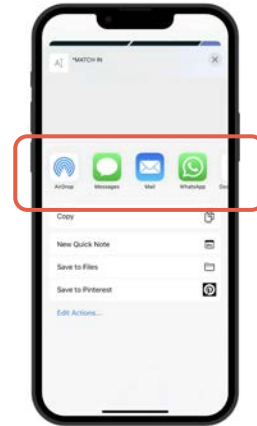 *MATCH IN
AirDrop Messages Mail WhatsApp
Copy
New Quick Note
Save to Files
Save to Pinterest
Edit Actions...